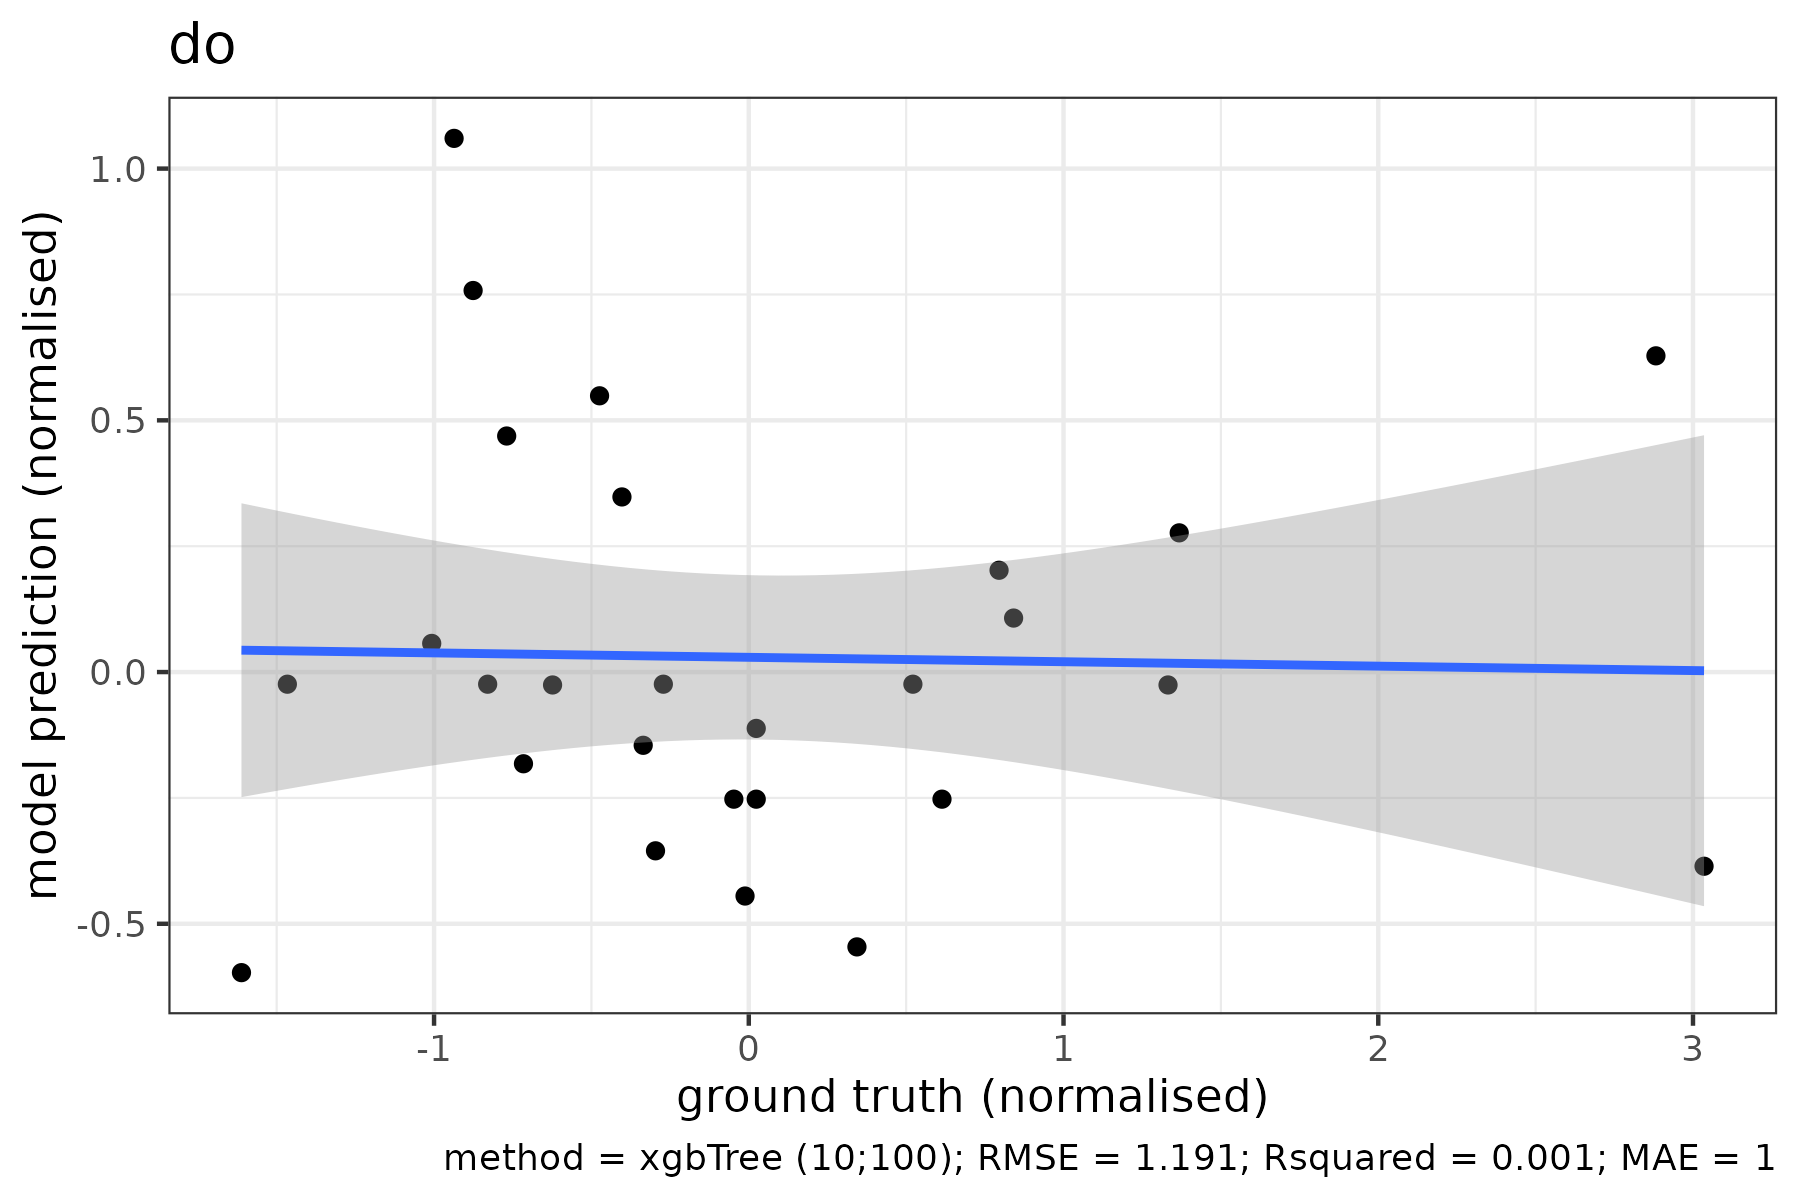 do
model prediction (normalised)
1.0
0.5
0.0
-0.5
-1
0
1
2
3
ground truth (normalised)
method = xgbTree (10;100); RMSE = 1.191; Rsquared = 0.001; MAE = 1